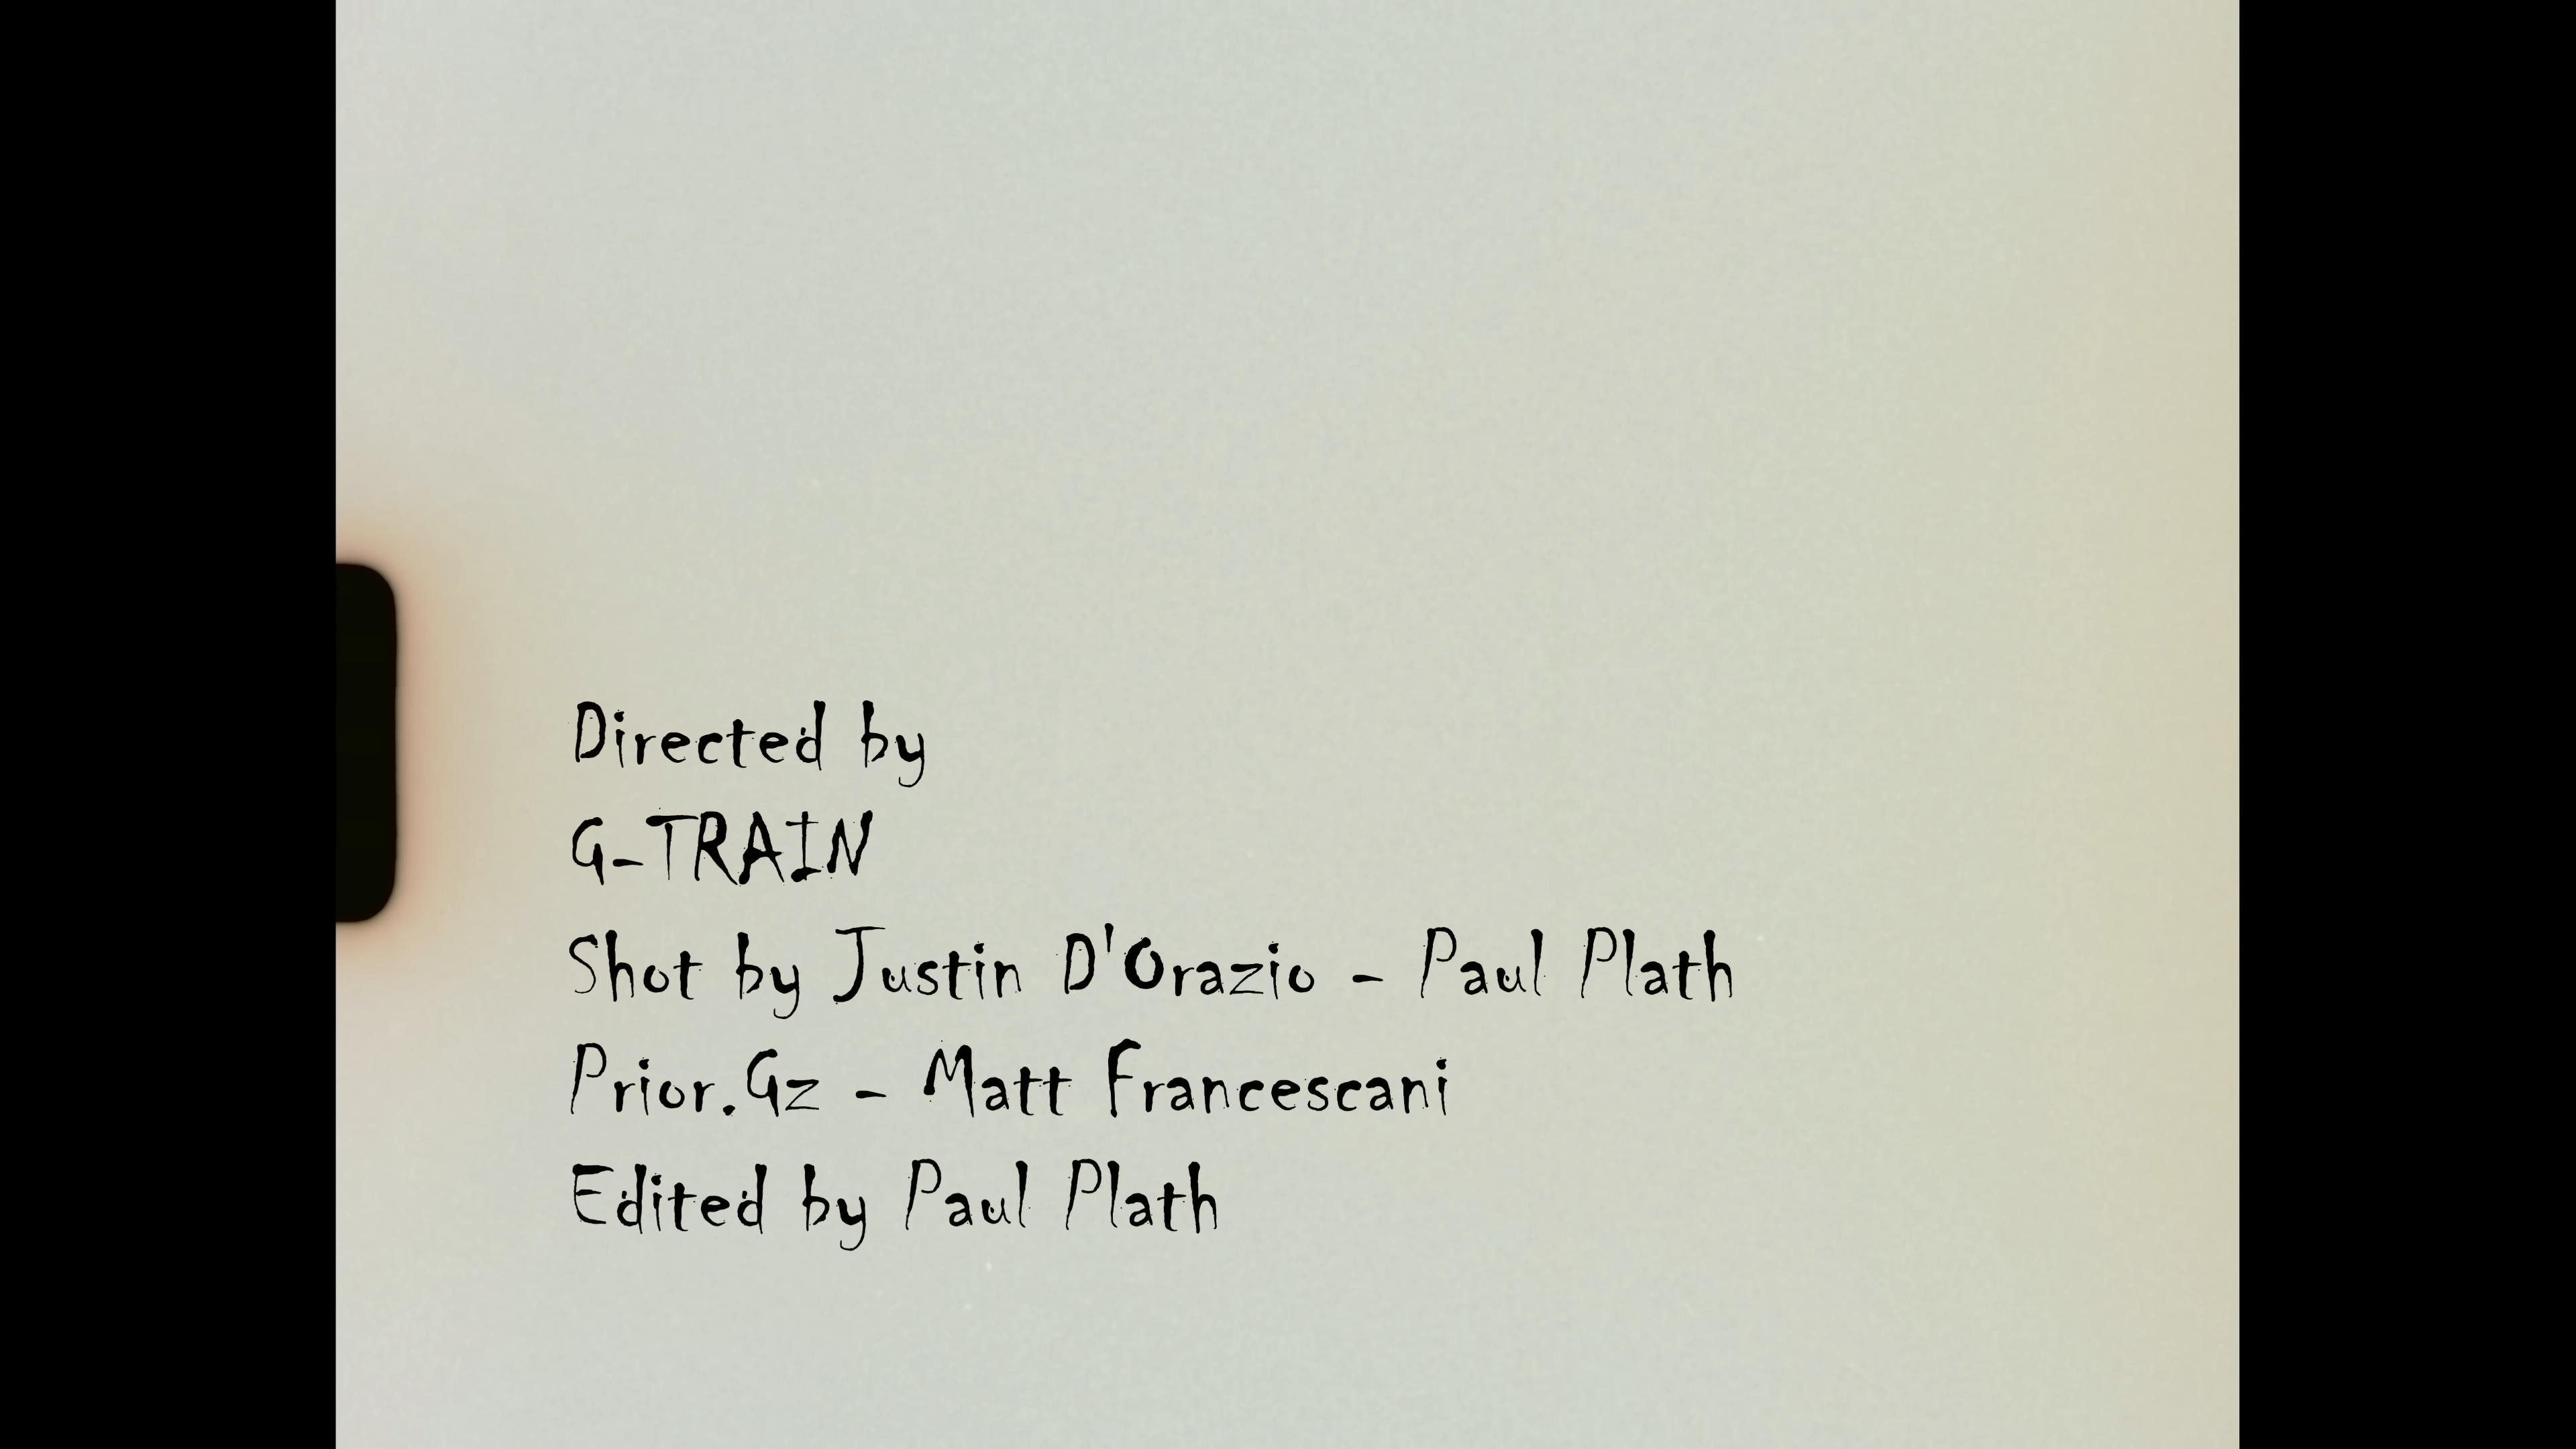 Directed by
G-TRAIN
Shot by Justin D'Orazio - Paul Plath
Prior.Gz - Matt Francescani
Edited by Paul Plath